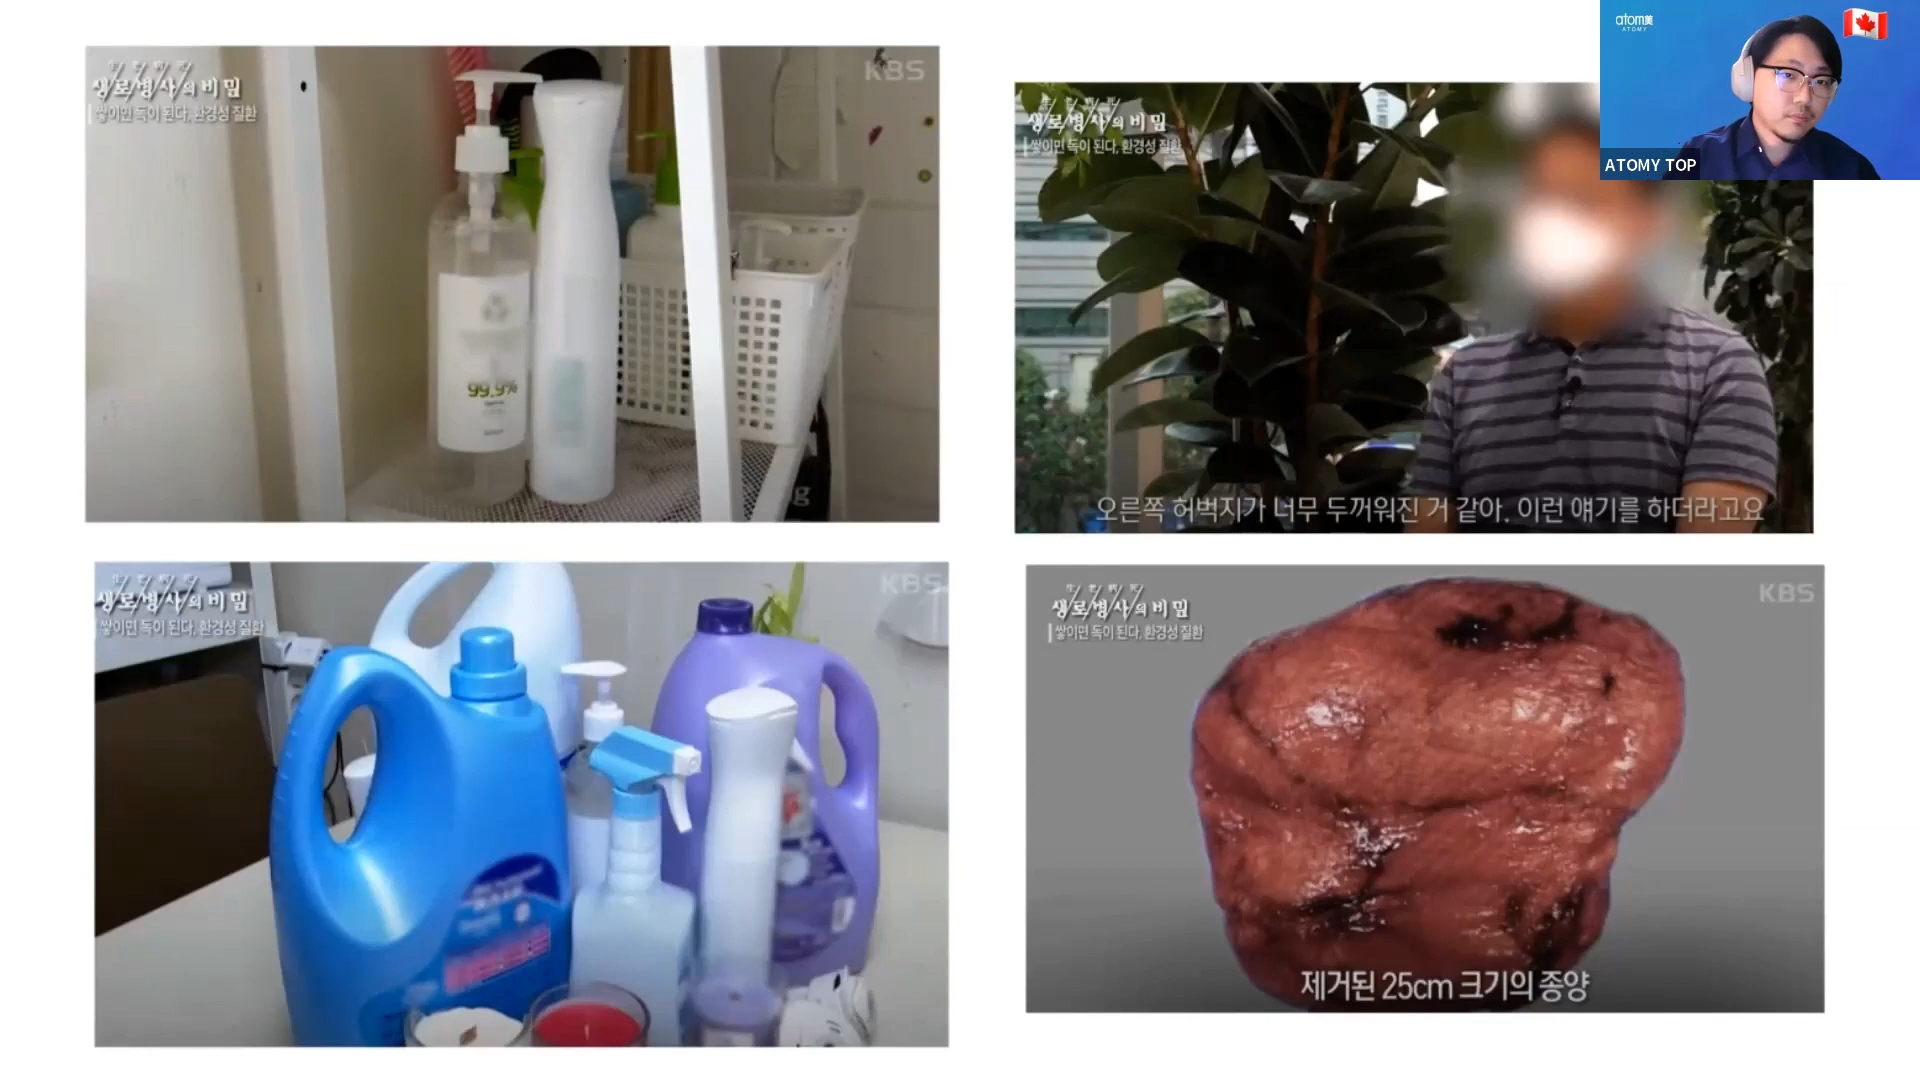 생로병사의 비밀
쌓이면 독이 된다, 환경성 질환
KBS
99.9%
생로병사의 비밀
쌓이면 독이 된다, 환경성 질환
오른쪽 허벅지가 너무 두꺼워진 거 같아. 이런 얘기를 하더라고요
atom美
ATOMY
ATOMY TOP
생로병사의 비밀
쌓이면 독이 된다, 환경성 질환
KBS
생로병사의 비밀
쌓이면 독이 된다, 환경성 질환
KBS
제거된 25cm 크기의 종양